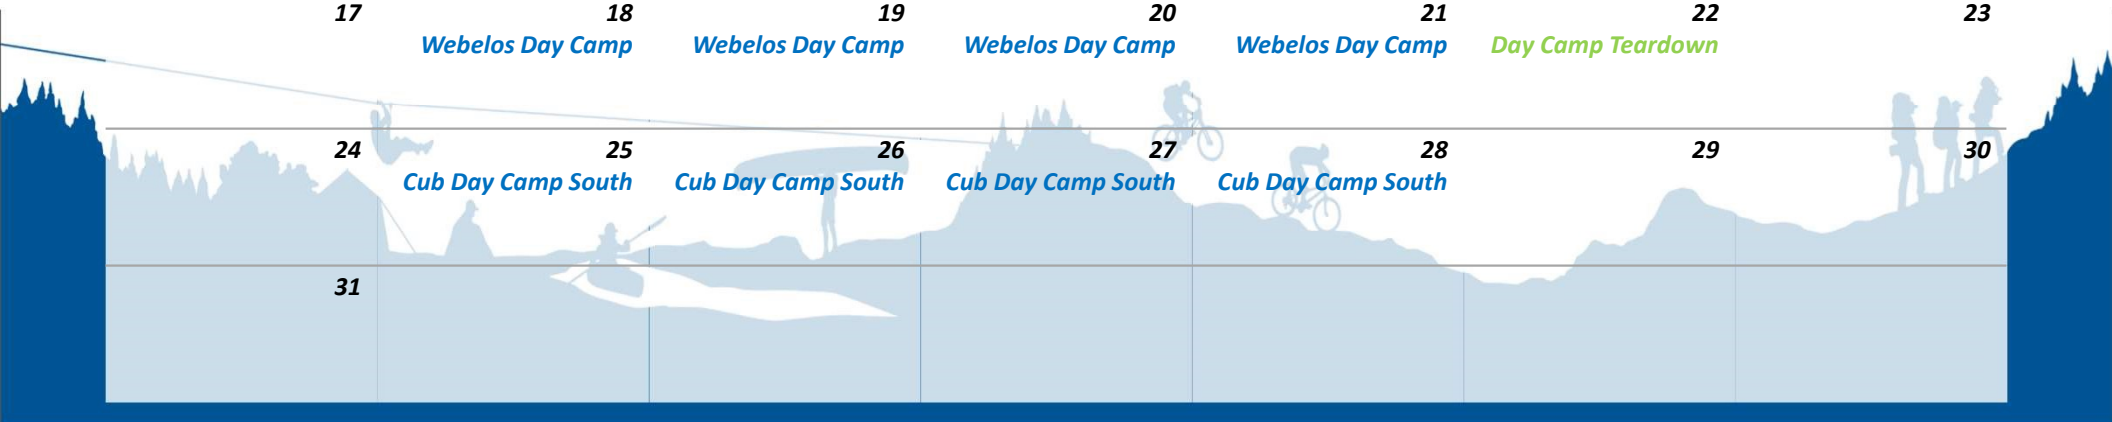 17 18 19 20 21 22 23
Webelos Day Camp Webelos Day Camp Webelos Day Camp Webelos Day Camp Day Camp Teardown
24 25 26 27 28 29 30
Cub Day Camp South Cub Day Camp South Cub Day Camp South Cub Day Camp South
31